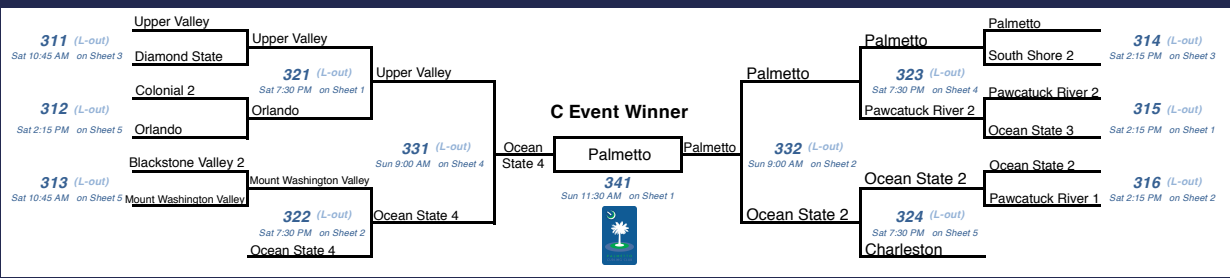 Upper Valley
311 (L-out)
Sat 10:45 AM on Sheet 3
Diamond State
Upper Valley
321 (L-out)
Sat 7:30 PM on Sheet 1
Colonial 2
312 (L-out)
Sat 2:15 PM on Sheet 5
Orlando
Orlando
Upper Valley
331 (L-out)
Sun 9:00 AM on Sheet 4
Blackstone Valley 2
313 (L-out)
Sat 10:45 AM on Sheet 5
Mount Washington Valley
Mount Washington Valley
322 (L-out)
Sat 7:30 PM on Sheet 2
Ocean State 4
Ocean State 4
Ocean
State 4
C Event Winner
Palmetto
341
Sun 11:30 AM on Sheet 1
Palmetto
Palmetto
332 (L-out)
Sun 9:00 AM on Sheet 2
Ocean State 2
Palmetto
323 (L-out)
Sat 7:30 PM on Sheet 4
Pawcatuck River 2
Ocean State 2
324 (L-out)
Sat 7:30 PM on Sheet 5
Charleston
Palmetto
314 (L-out)
Sat 2:15 PM on Sheet 3
South Shore 2
Pawcatuck River 2
315 (L-out)
Sat 2:15 PM on Sheet 1
Ocean State 3
Ocean State 2
316 (L-out)
Sat 2:15 PM on Sheet 2
Pawcatuck River 1